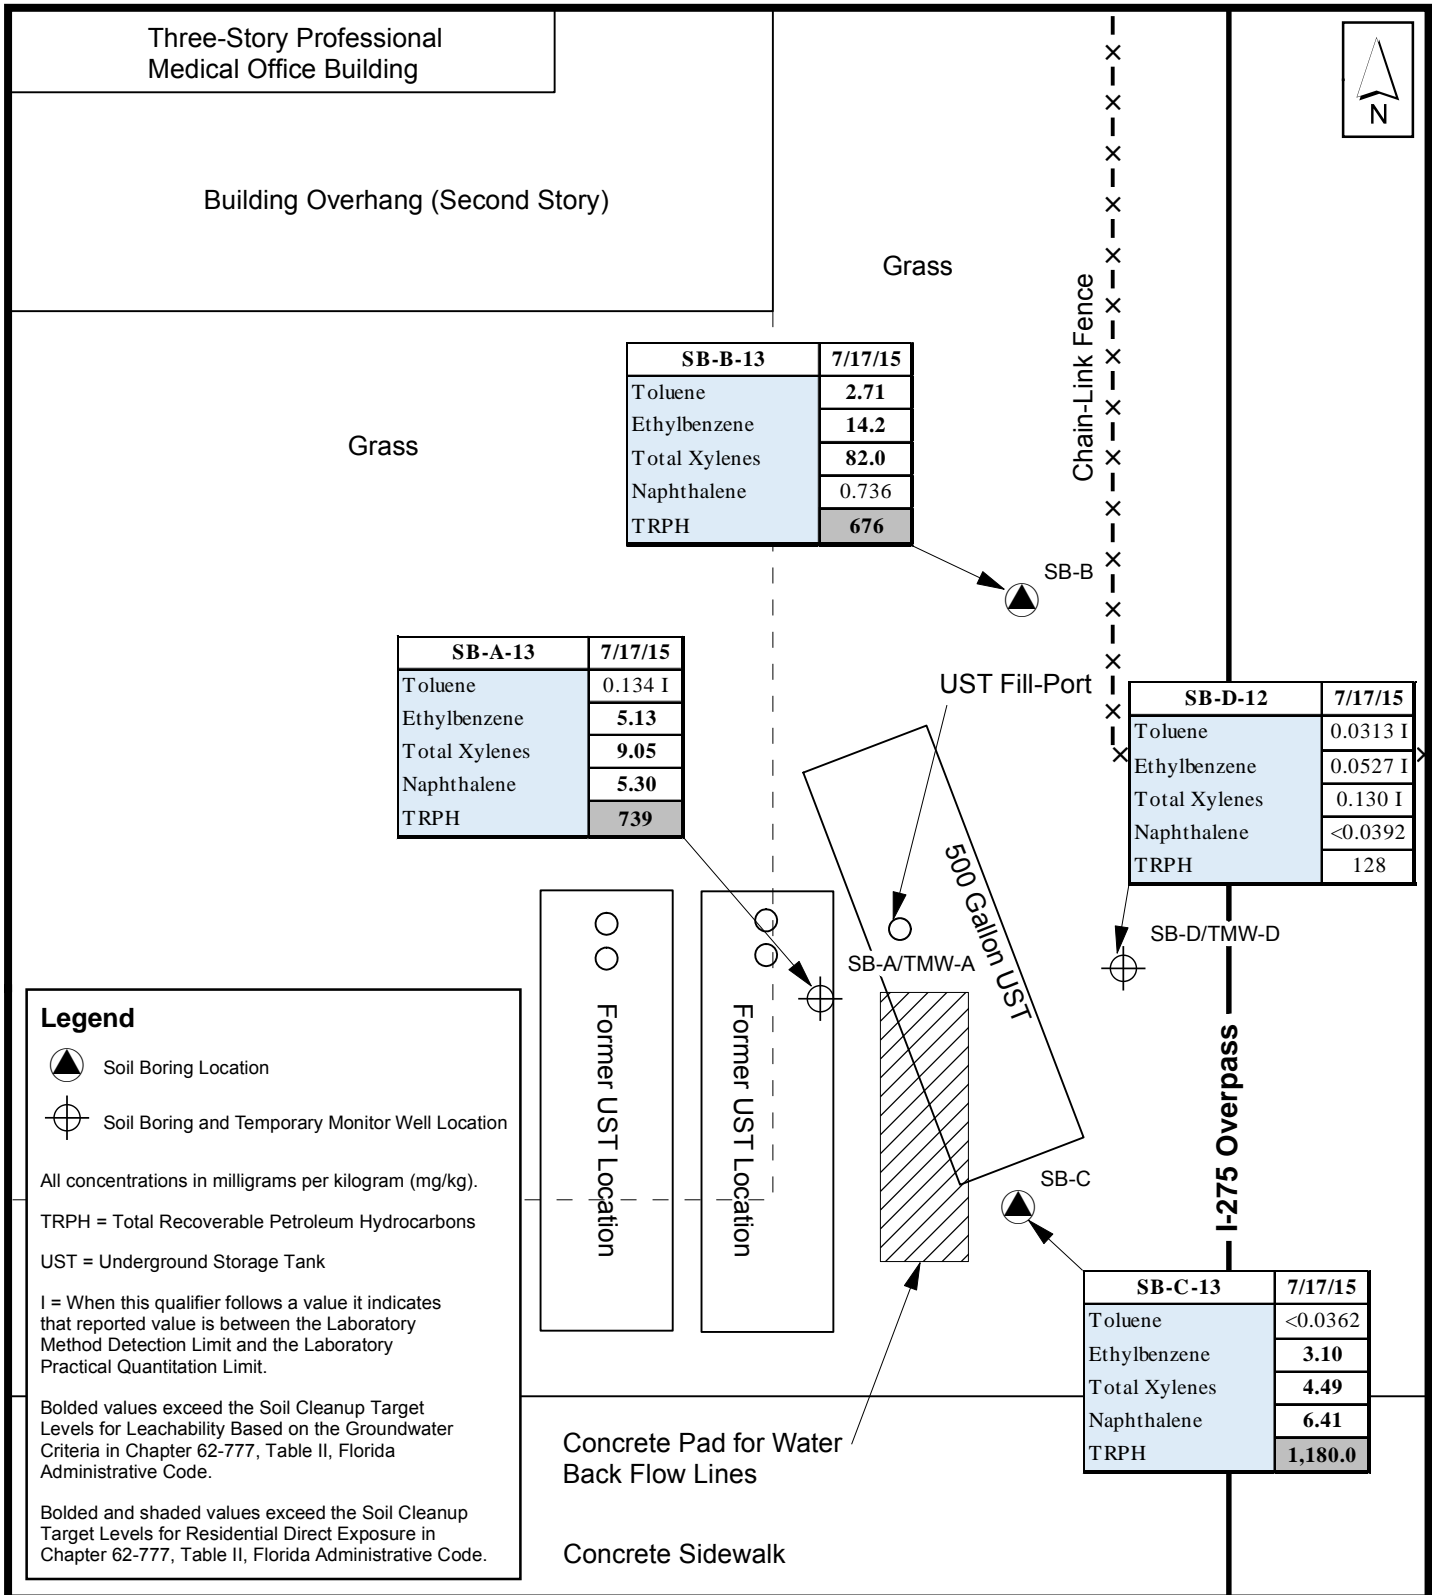 Three-Story Professional
Medical Office Building
N
Building Overhang (Second Story)
Grass
Chain-Link Fence
SB-B-13 7/17/15
Toluene 2.71
Ethylbenzene 14.2
Total Xylenes 82.0
Naphthalene 0.736
TRPH 676
Grass
SB-B
SB-A-13 7/17/15
Toluene 0.134 I
Ethylbenzene 5.13
Total Xylenes 9.05
Naphthalene 5.30
TRPH 739
UST Fill-Port
SB-D-12 7/17/15
Toluene 0.0313 I
Ethylbenzene 0.0527 I
Total Xylenes 0.130 I
Naphthalene <0.0392
TRPH 128
500 Gallon UST
SB-D/TMW-D
SB-A/TMW-A
Former UST Location
Former UST Location
I-275 Overpass
SB-C
SB-C-13 7/17/15
Toluene <0.0362
Ethylbenzene 3.10
Total Xylenes 4.49
Naphthalene 6.41
TRPH 1,180.0
Concrete Pad for Water
Back Flow Lines
Concrete Sidewalk
Legend
Soil Boring Location
Soil Boring and Temporary Monitor Well Location
All concentrations in milligrams per kilogram (mg/kg).
TRPH = Total Recoverable Petroleum Hydrocarbons
UST = Underground Storage Tank
I = When this qualifier follows a value it indicates
that reported value is between the Laboratory
Method Detection Limit and the Laboratory
Practical Quantitation Limit.
Bolded values exceed the Soil Cleanup Target
Levels for Leachability Based on the Groundwater
Criteria in Chapter 62-777, Table II, Florida
Administrative Code.
Bolded and shaded values exceed the Soil Cleanup
Target Levels for Residential Direct Exposure in
Chapter 62-777, Table II, Florida Administrative Code.